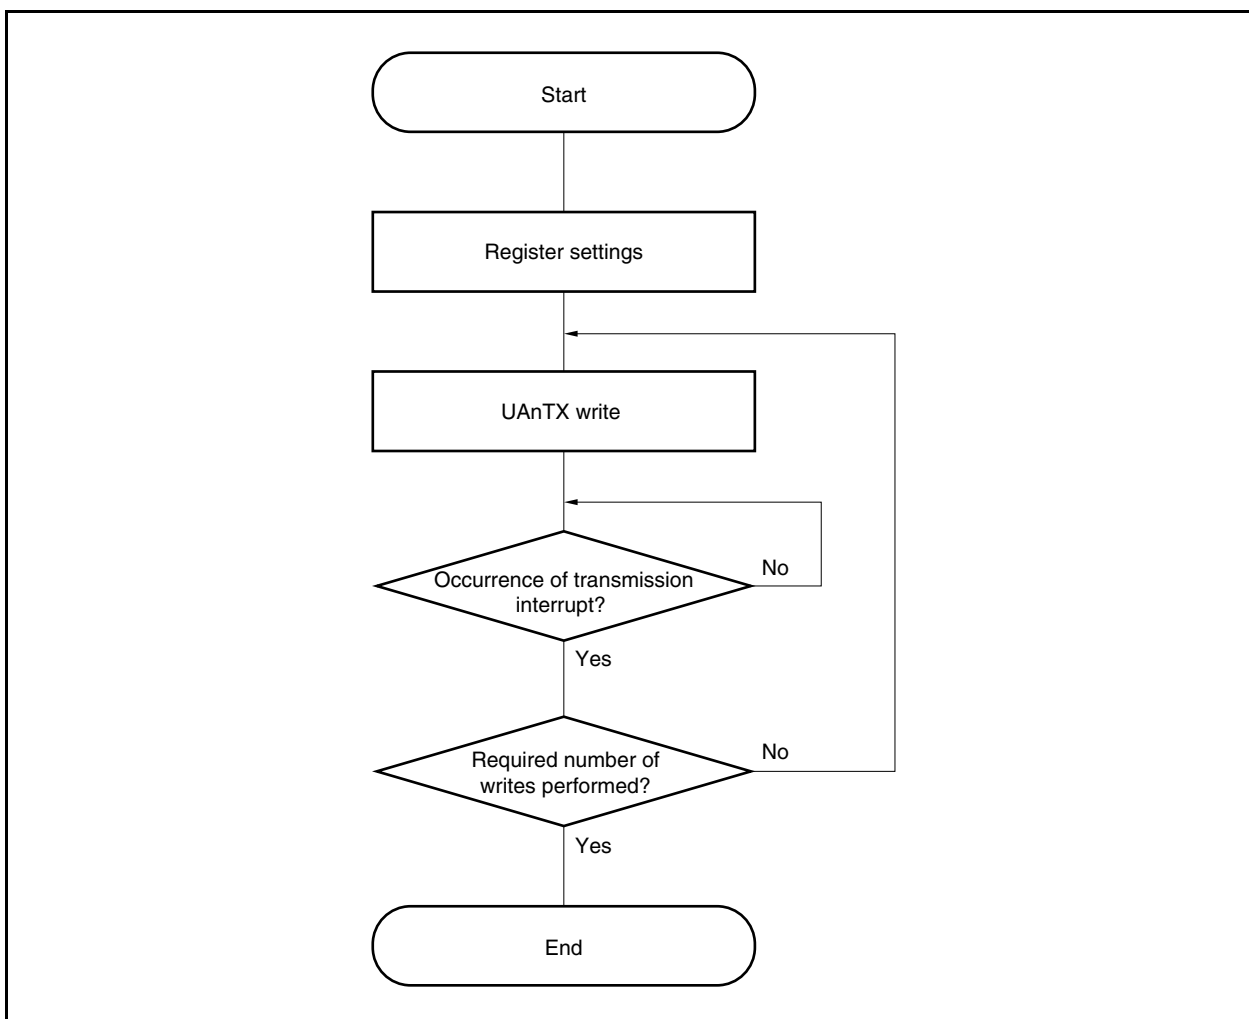 Start
Register settings
UAnTX write
No
Occurrence of transmission
interrupt?
Yes
No
Required number of
writes performed?
Yes
End